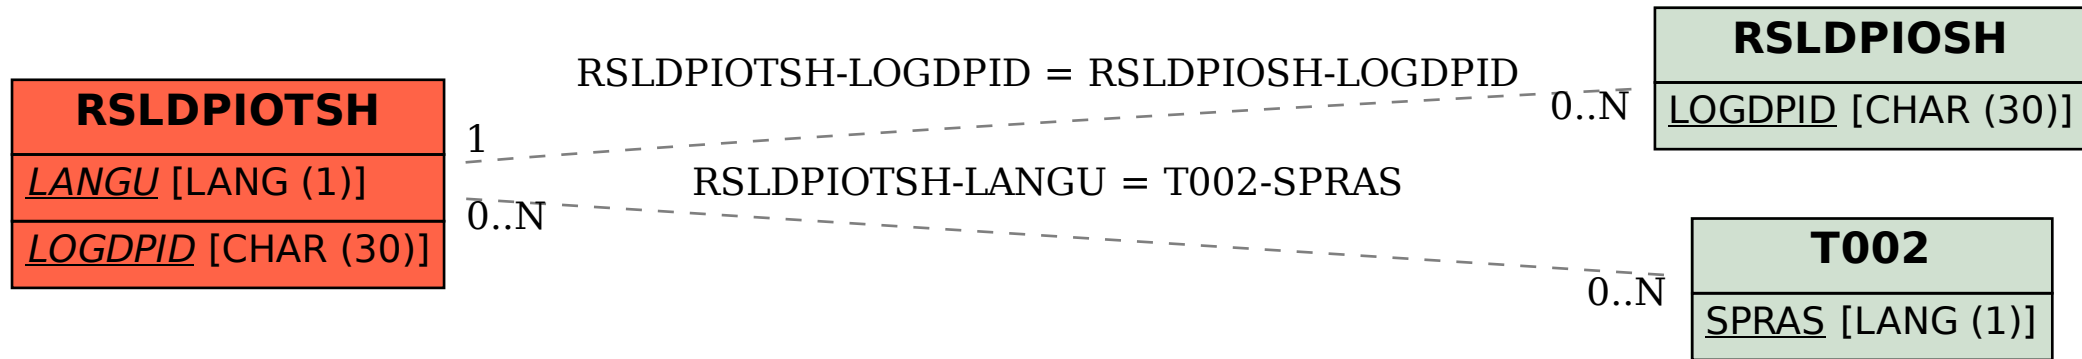 RSLDPIOTSH
LANGU [LANG (1)]
LOGDPID [CHAR (30)]
RSLDPIOTSH-LOGDPID = RSLDPIOSH-LOGDPID
1
0..N
RSLDPIOTSH-LANGU = T002-SPRAS
0..N
0..N
RSLDPIOSH
LOGDPID [CHAR (30)]
T002
SPRAS [LANG (1)]